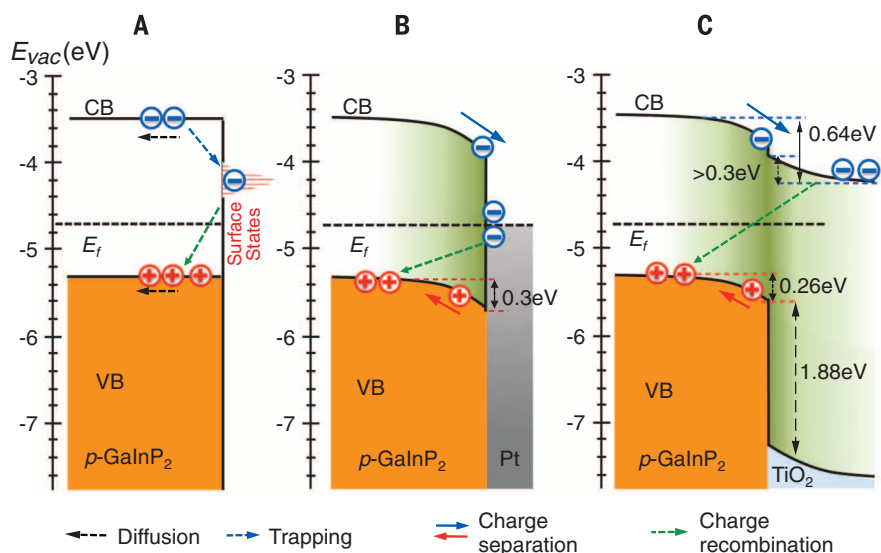 A
B
C
E_vac (eV)
-3
-4
-5
-6
-7
CB
E_f
Surface
States
VB
p-GaInP₂
-3
-4
-5
-6
-7
CB
E_f
0.3eV
VB
p-GaInP₂
Pt
-3
-4
-5
-6
-7
CB
0.64eV
>0.3eV
E_f
0.26eV
1.88eV
VB
p-GaInP₂
TiO₂
Diffusion
Trapping
Charge
separation
Charge
recombination